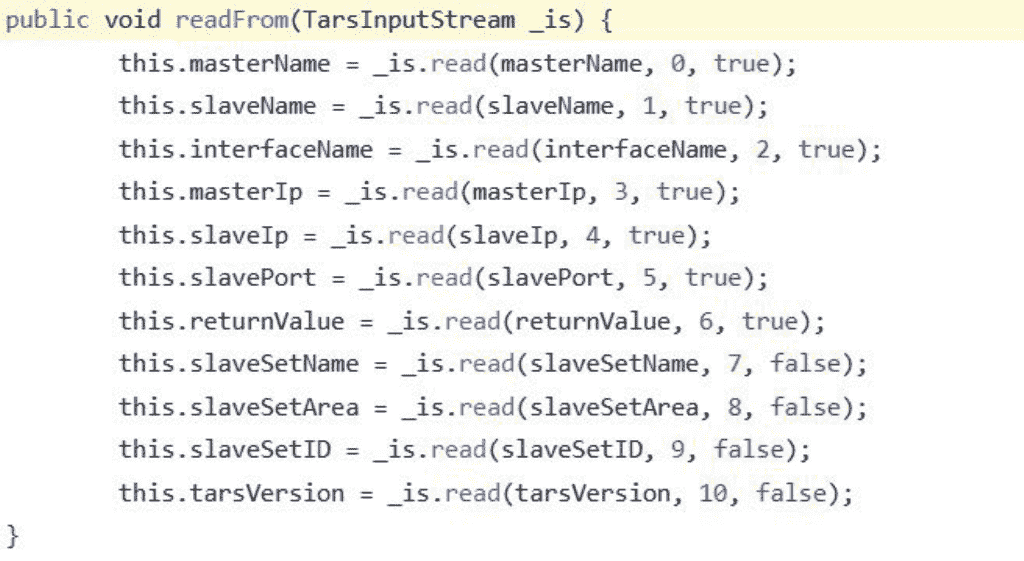 public void readFrom(TarsInputStream _is) {
this.masterName = _is.read(masterName, 0, true);
this.slaveName = _is.read(slaveName, 1, true);
this.interfaceName = _is.read(interfaceName, 2, true);
this.masterIp = _is.read(masterIp, 3, true);
this.slaveIp = _is.read(slaveIp, 4, true);
this.slavePort = _is.read(slavePort, 5, true);
this.returnValue = _is.read(returnValue, 6, true);
this.slaveSetName = _is.read(slaveSetName, 7, false);
this.slaveSetArea = _is.read(slaveSetArea, 8, false);
this.slaveSetID = _is.read(slaveSetID, 9, false);
this.tarsVersion = _is.read(tarsVersion, 10, false);
}